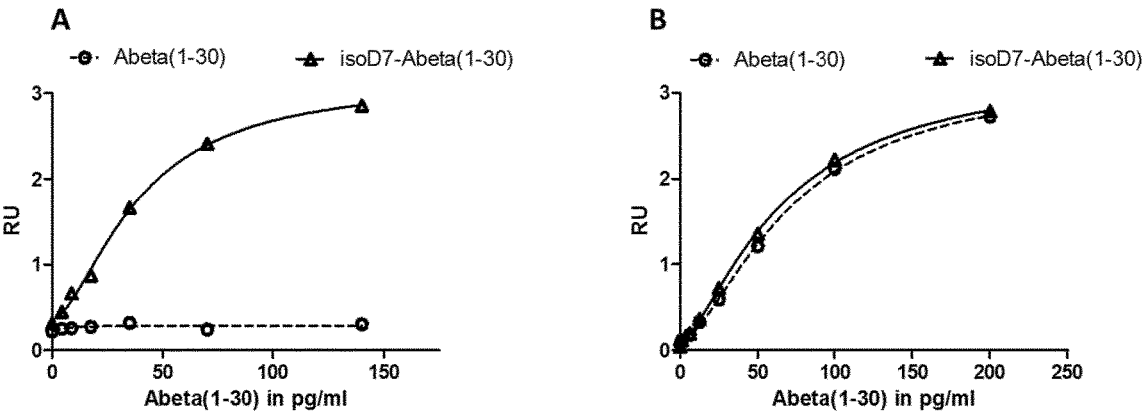 A
Abeta(1-30) isoD7-Abeta(1-30)
3
2
1
0
RU
0 50 100 150
Abeta(1-30) in pg/ml
B
Abeta(1-30) isoD7-Abeta(1-30)
3
2
1
0
RU
0 50 100 150 200 250
Abeta(1-30) in pg/ml